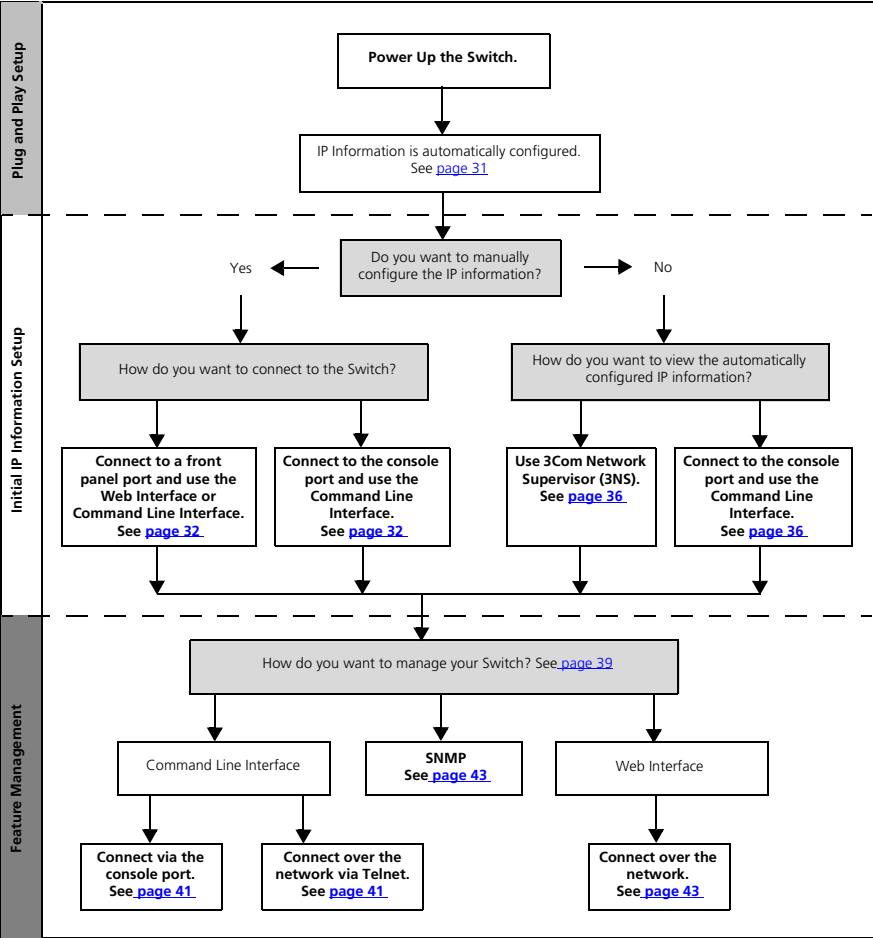 Plug and Play Setup
Power Up the Switch.
IP Information is automatically configured.
See page 31
Initial IP Information Setup
Do you want to manually
configure the IP information?
Yes
No
How do you want to connect to the Switch?
How do you want to view the automatically
configured IP information?
Connect to a front
panel port and use the
Web Interface or
Command Line Interface.
See page 32
Connect to the console
port and use the
Command Line
Interface.
See page 32
Use 3Com Network
Supervisor (3NS).
See page 36
Connect to the console
port and use the
Command Line
Interface.
See page 36
Feature Management
How do you want to manage your Switch? See page 39
Command Line Interface
SNMP
See page 43
Web Interface
Connect via the
console port.
See page 41
Connect over the
network via Telnet.
See page 41
Connect over the
network.
See page 43